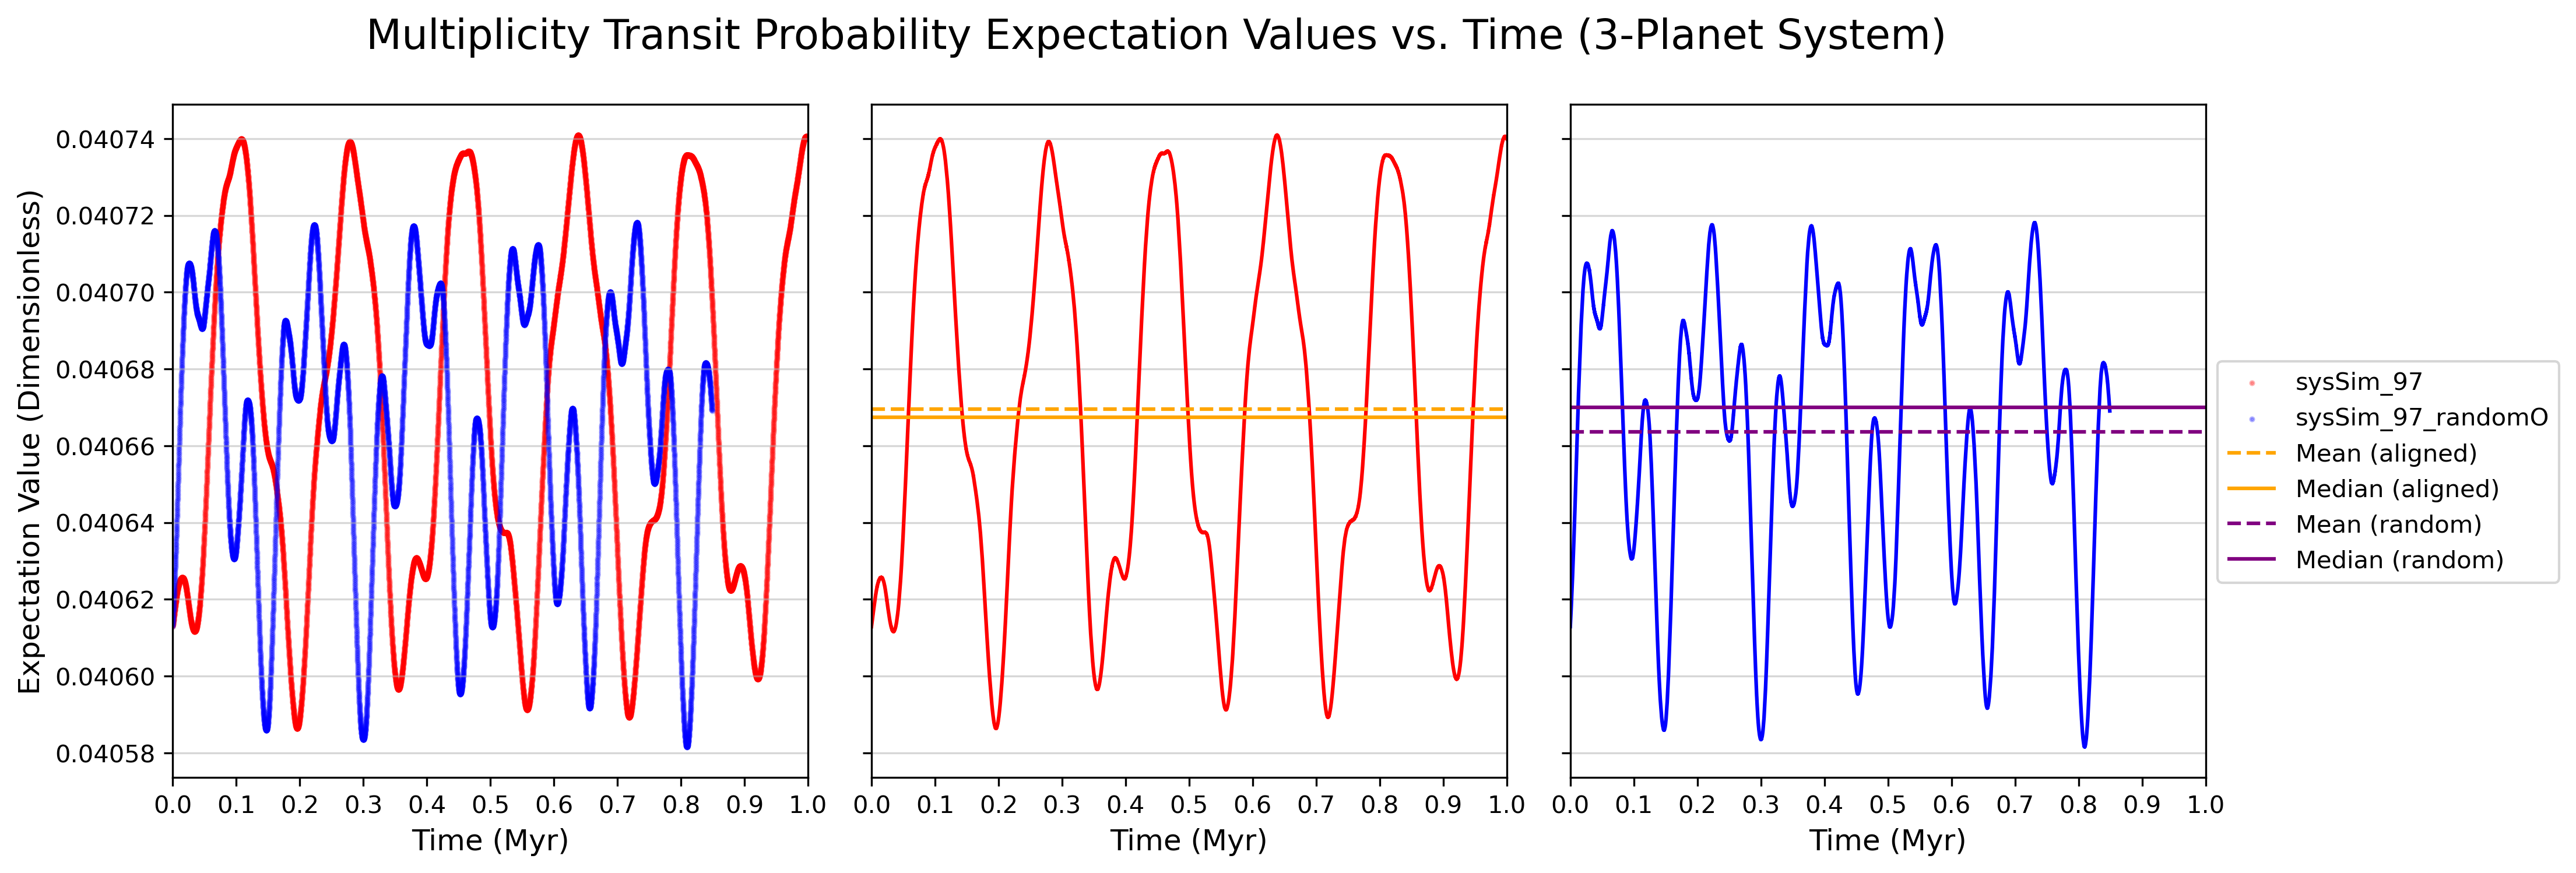 Multiplicity Transit Probability Expectation Values vs. Time (3-Planet System)
Expectation Value (Dimensionless)
0.04074
0.04072
0.04070
0.04068
0.04066
0.04064
0.04062
0.04060
0.04058
0.0 0.1 0.2 0.3 0.4 0.5 0.6 0.7 0.8 0.9 1.0
Time (Myr)
0.0 0.1 0.2 0.3 0.4 0.5 0.6 0.7 0.8 0.9 1.0
Time (Myr)
0.0 0.1 0.2 0.3 0.4 0.5 0.6 0.7 0.8 0.9 1.0
Time (Myr)
sysSim_97
sysSim_97_randomO
Mean (aligned)
Median (aligned)
Mean (random)
Median (random)